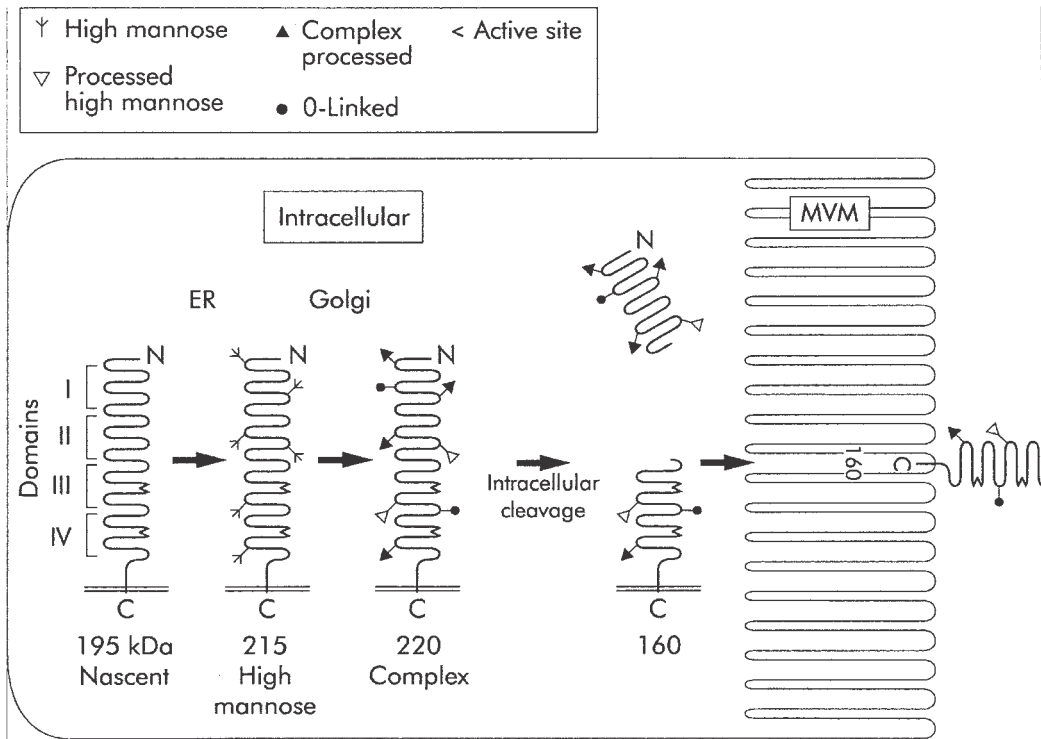 High mannose
Complex
processed
< Active site
Processed
high mannose
0-Linked
Intracellular
MVM
ER
Golgi
N
N
N
N
Domains
I
II
III
IV
Intracellular
cleavage
160
C
C
C
C
C
195 kDa
Nascent
215
High
mannose
220
Complex
160